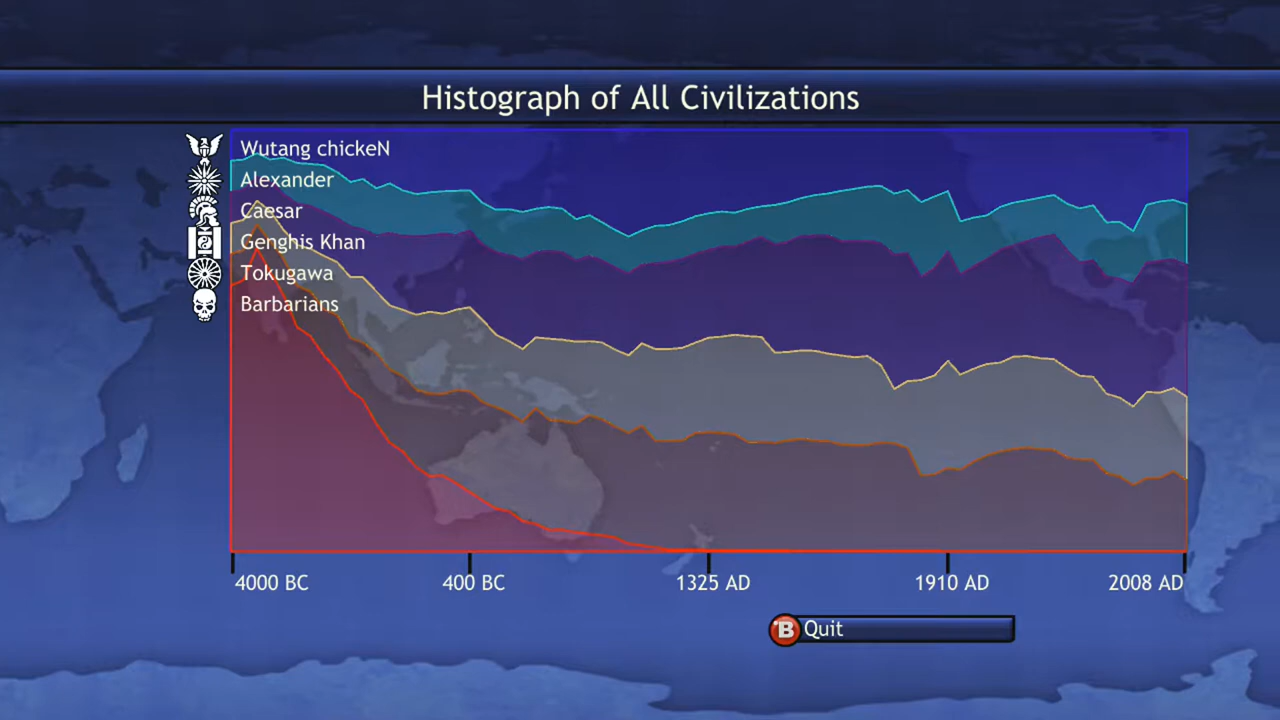 Histograph of All Civilizations
Wutang chickeN
Alexander
Caesar
Genghis Khan
Tokugawa
Barbarians
4000 BC 400 BC 1325 AD 1910 AD 2008 AD
B Quit